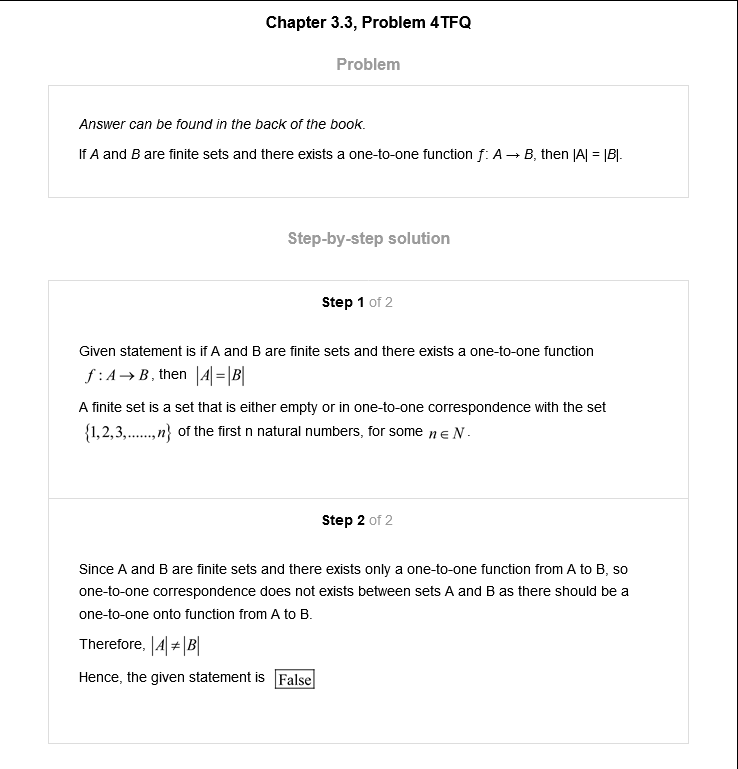 Chapter 3.3, Problem 4TFQ
Problem
Answer can be found in the back of the book.
If A and B are finite sets and there exists a one-to-one function f: A → B, then |A| = |B|.
Step-by-step solution
Step 1 of 2
Given statement is if A and B are finite sets and there exists a one-to-one function
f : A → B, then |A| = |B|
A finite set is a set that is either empty or in one-to-one correspondence with the set
{1,2,3,......,n} of the first n natural numbers, for some n ∈ N.
Step 2 of 2
Since A and B are finite sets and there exists only a one-to-one function from A to B, so
one-to-one correspondence does not exists between sets A and B as there should be a
one-to-one onto function from A to B.
Therefore, |A| ≠ |B|
Hence, the given statement is False